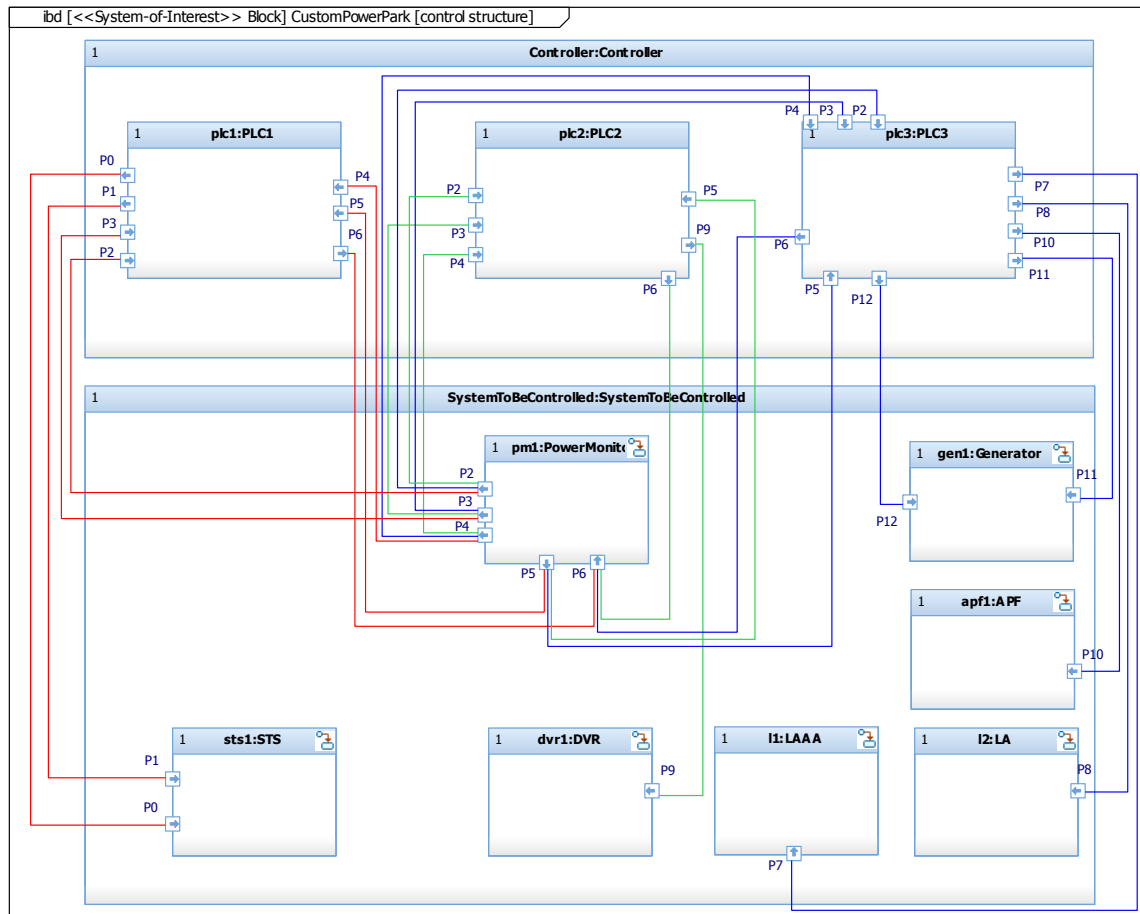 ibd [<<System-of-Interest>> Block] CustomPowerPark [control structure]
1 Controller:Controller
P4 P3 P2
1 plc1:PLC1
1 plc2:PLC2
1 plc3:PLC3
P0
P1
P3
P2
P4
P5
P6
P2
P3
P4
P5
P9
P6
P6
P5
P12
P7
P8
P10
P11
1 SystemToBeControlled:SystemToBeControlled
1 pm1:PowerMonito
P2
P3
P4
P5 P6
1 gen1:Generator
P11
P12
1 apf1:APF
P10
1 sts1:STS
P1
P0
1 dvr1:DVR
P9
1 l1:LAAA
P7
1 l2:LA
P8